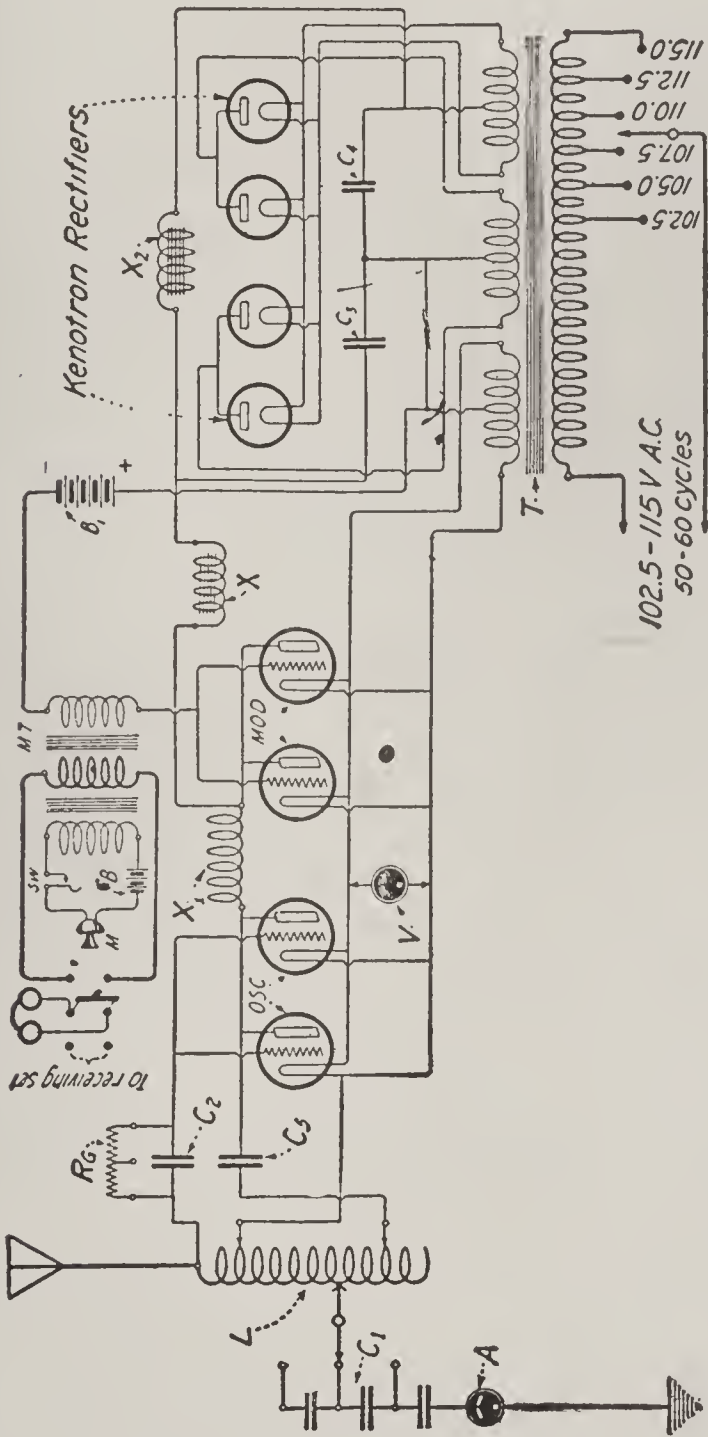 Kenotron Rectifiers.
X2
C4
C3
115.0
112.5
110.0
107.5
105.0
102.5
T.
102.5-115 V A.C.
50-60 cycles
-
+
B1
X
MT
SW
B
M
MOD
X1
OSC
V.
To receiving set
RG
C2
C5
L
C1
A